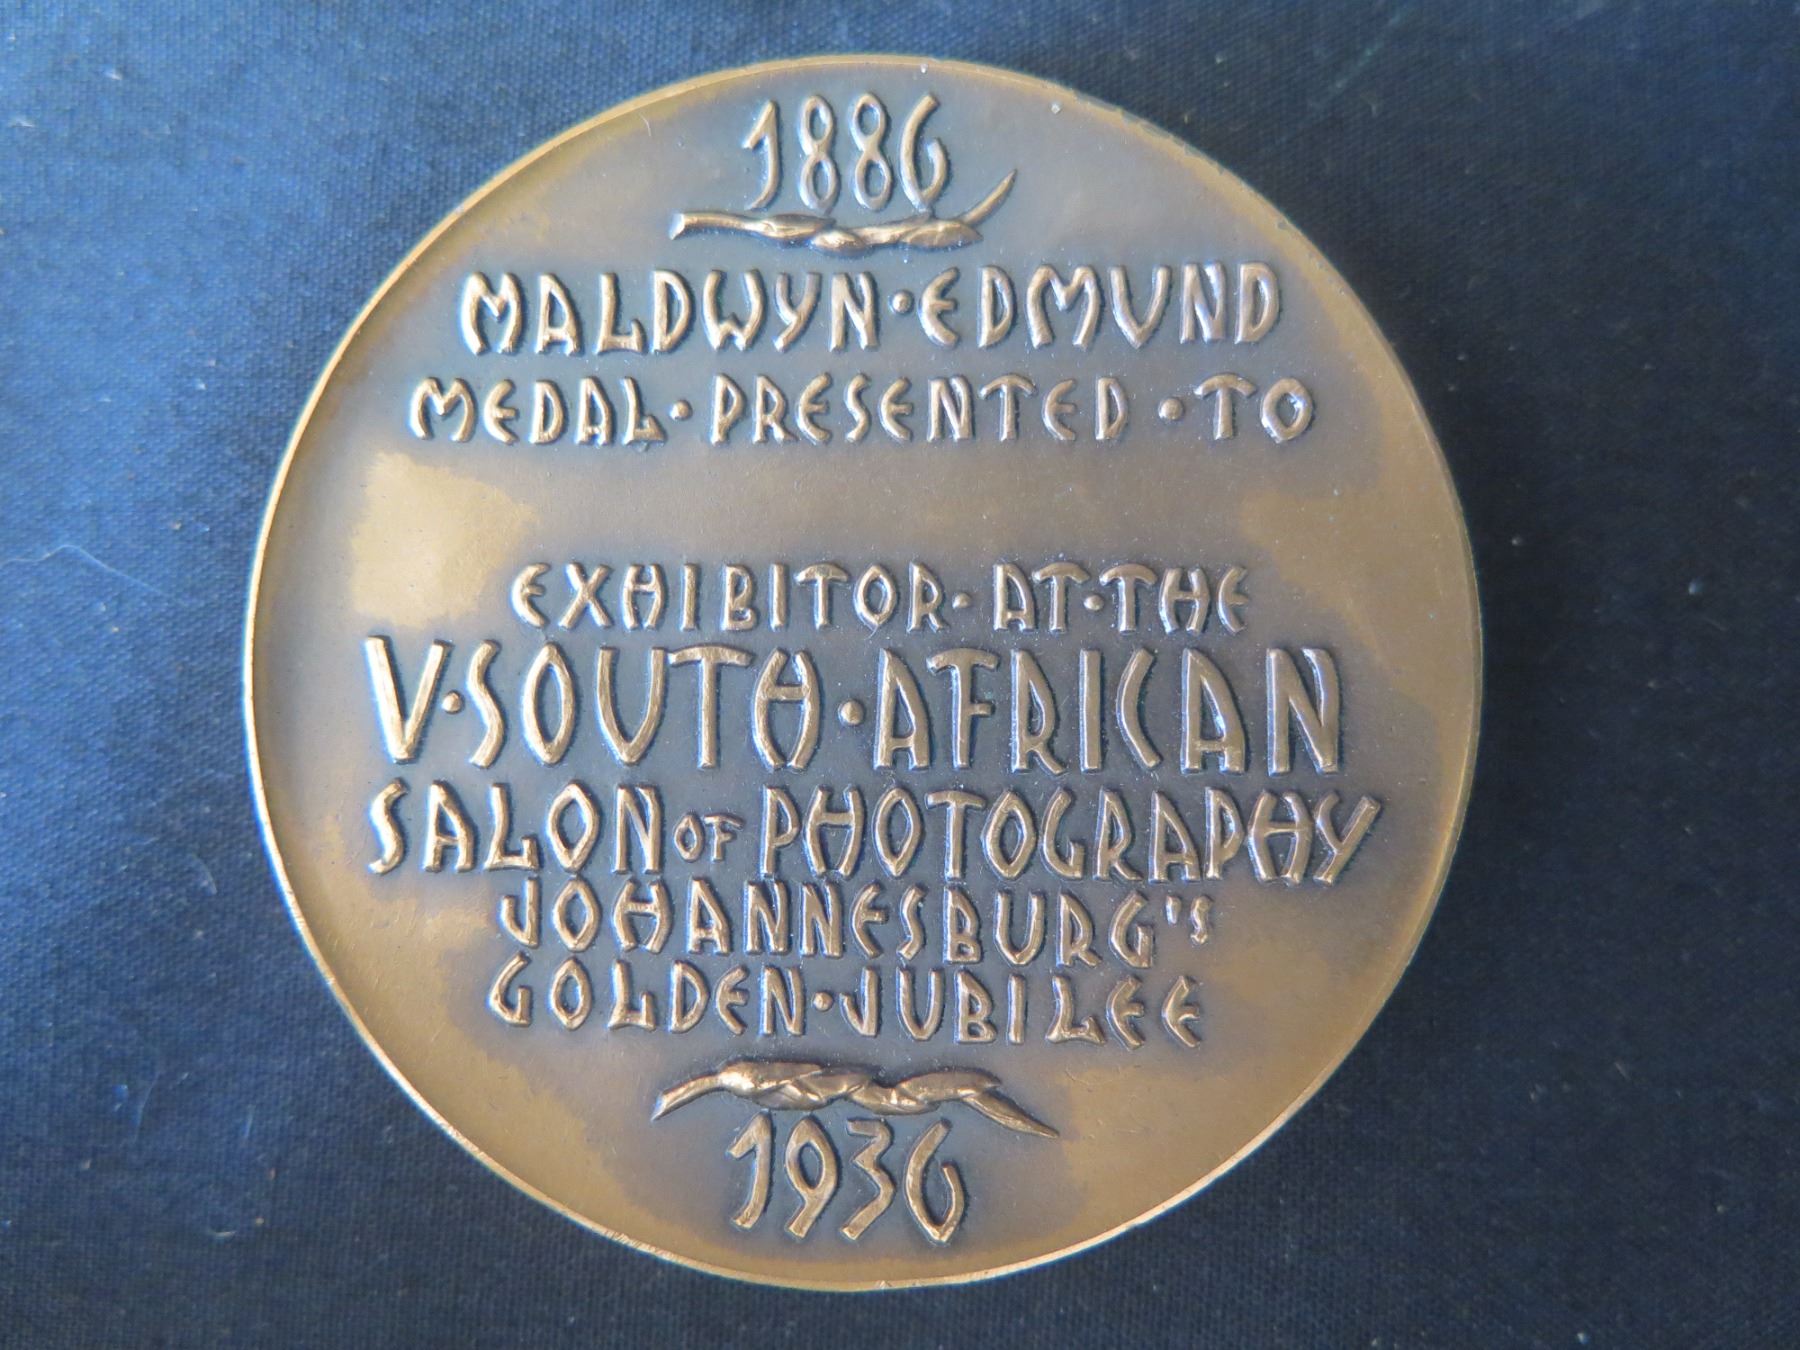 1886
MALDWYN·EDMUND
MEDAL·PRESENTED·TO
EXHIBITOR·AT·THE
V·SOUTH·AFRICAN
SALON OF PHOTOGRAPHY
JOHANNESBURG'S
GOLDEN·JUBILEE
1936